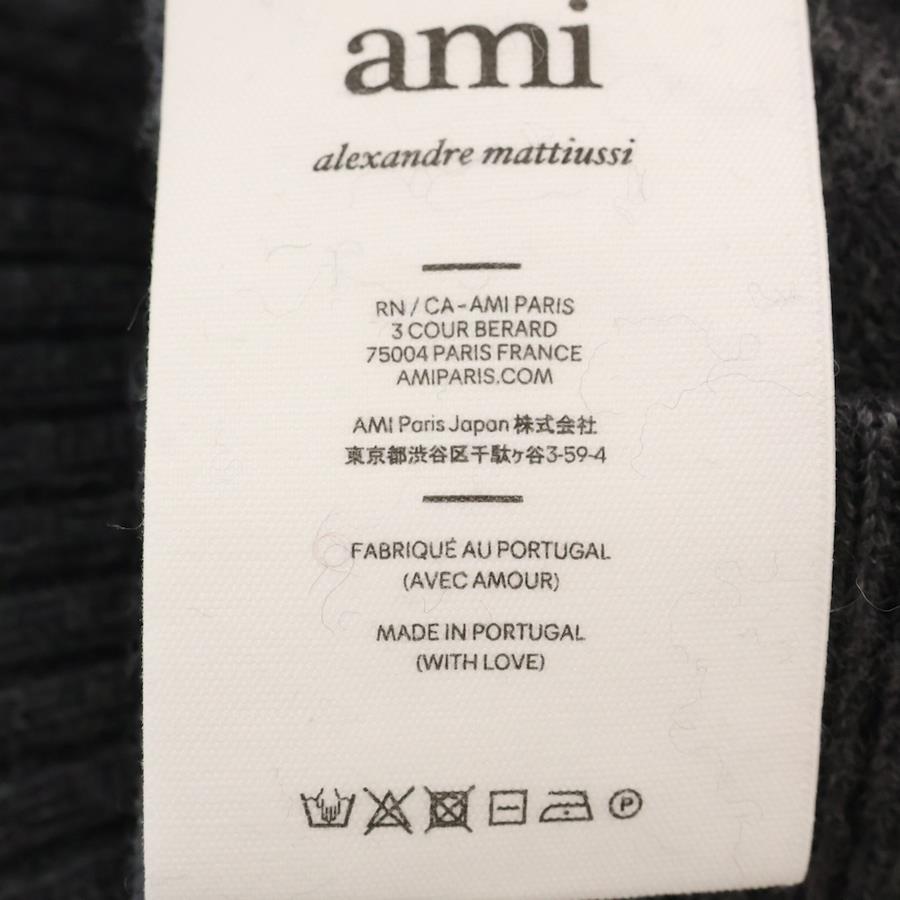 ami
alexandre mattiussi
RN / CA - AMI PARIS
3 COUR BERARD
75004 PARIS FRANCE
AMIPARIS.COM
AMI Paris Japan 株式会社
東京都渋谷区千駄ヶ谷3-59-4
FABRIQUÉ AU PORTUGAL
(AVEC AMOUR)
MADE IN PORTUGAL
(WITH LOVE)
P